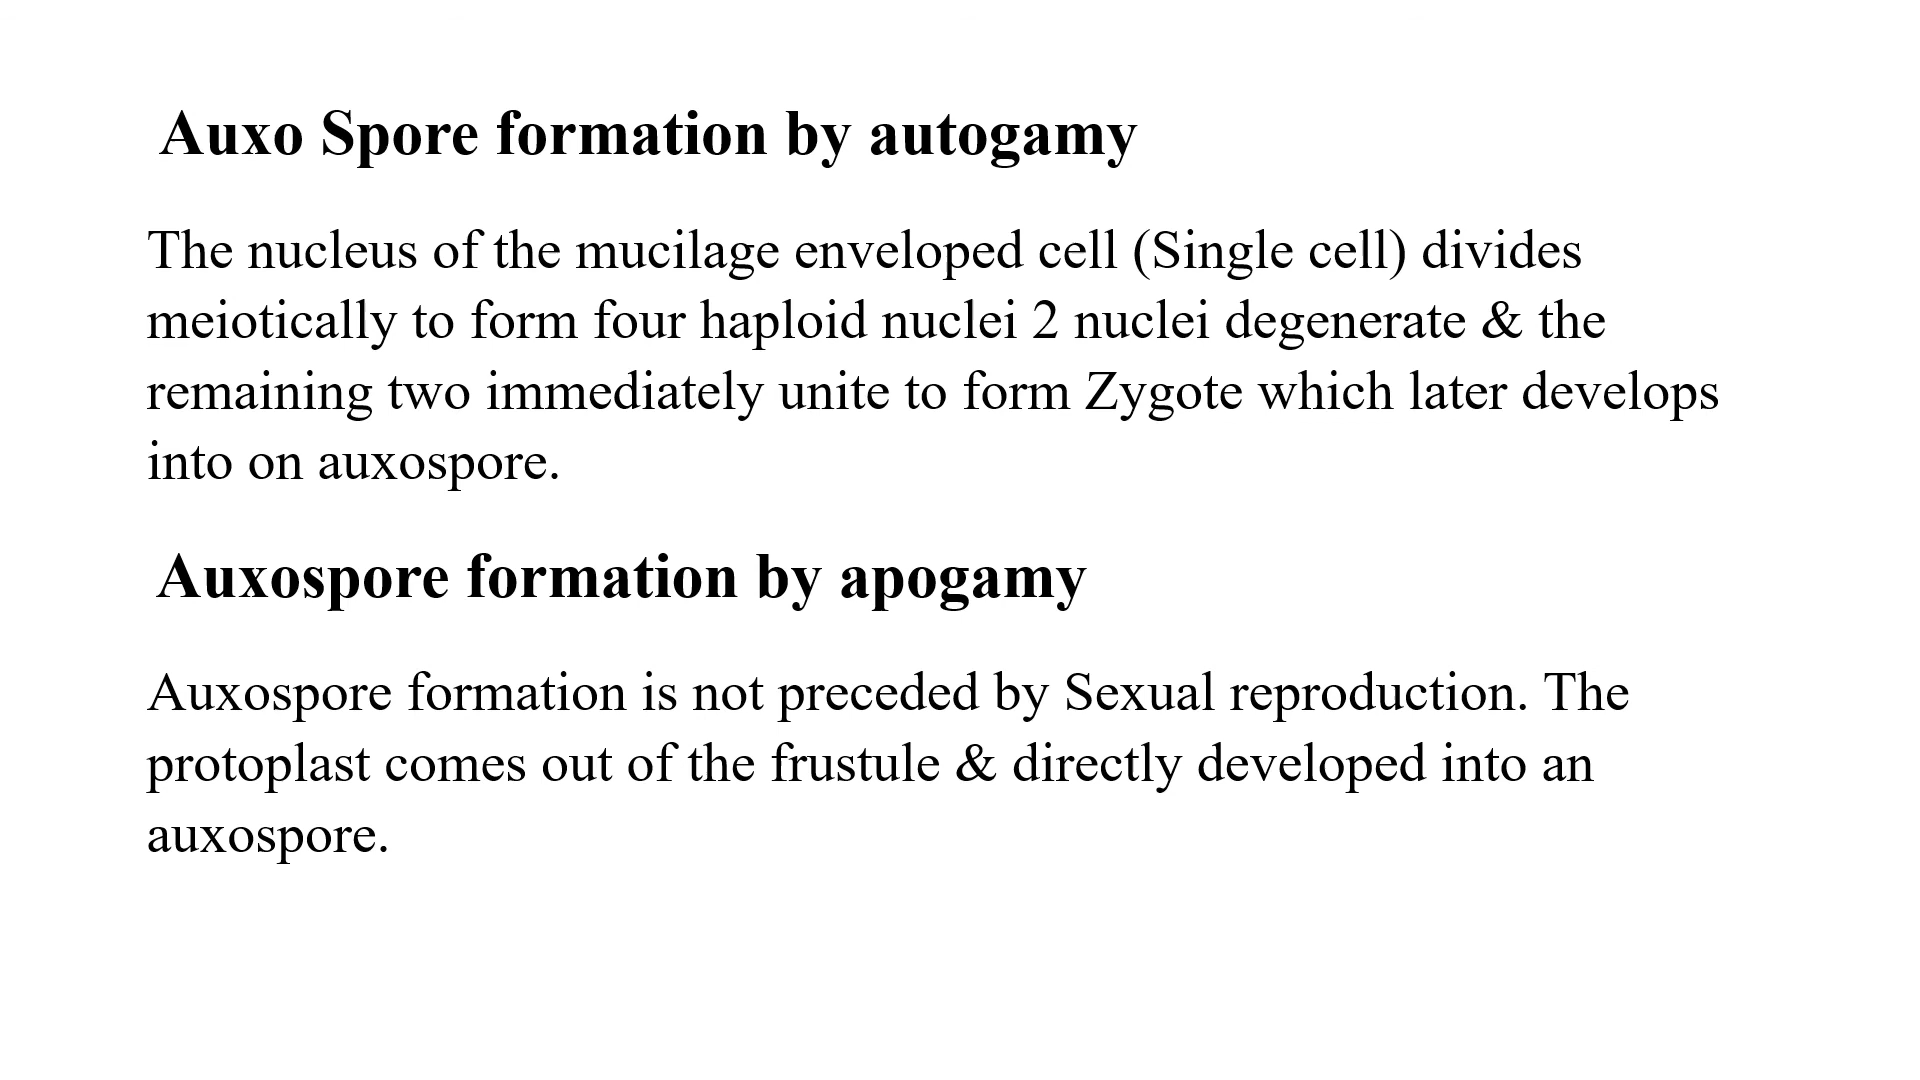 Auxo Spore formation by autogamy
The nucleus of the mucilage enveloped cell (Single cell) divides
meiotically to form four haploid nuclei 2 nuclei degenerate & the
remaining two immediately unite to form Zygote which later develops
into on auxospore.
Auxospore formation by apogamy
Auxospore formation is not preceded by Sexual reproduction. The
protoplast comes out of the frustule & directly developed into an
auxospore.